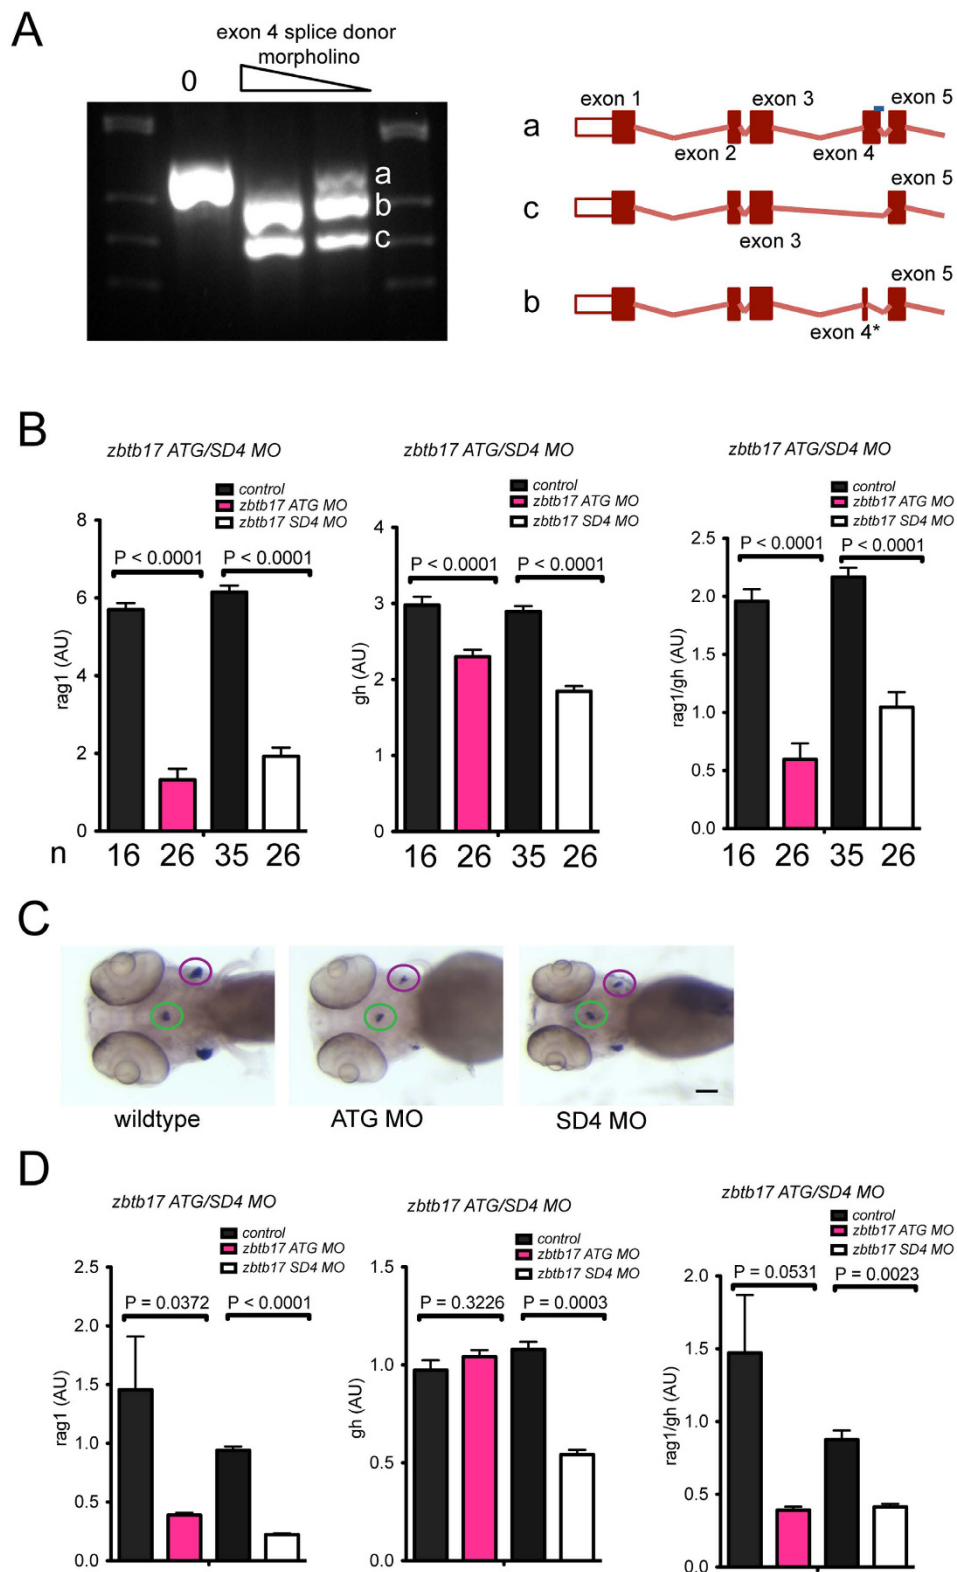 A
exon 4 splice donor
morpholino
0
a
b
c
a
exon 1
exon 2
exon 3
exon 4
exon 5
c
exon 3
exon 5
b
exon 4*
exon 5
B
zbtb17 ATG/SD4 MO
control
zbtb17 ATG MO
zbtb17 SD4 MO
P < 0.0001
P < 0.0001
rag1 (AU)
8
6
4
2
0
n
16 26 35 26
zbtb17 ATG/SD4 MO
control
zbtb17 ATG MO
zbtb17 SD4 MO
P < 0.0001
P < 0.0001
gh (AU)
4
3
2
1
0
16 26 35 26
zbtb17 ATG/SD4 MO
control
zbtb17 ATG MO
zbtb17 SD4 MO
P < 0.0001
P < 0.0001
rag1/gh (AU)
2.5
2.0
1.5
1.0
0.5
0.0
16 26 35 26
C
wildtype
ATG MO
SD4 MO
D
zbtb17 ATG/SD4 MO
control
zbtb17 ATG MO
zbtb17 SD4 MO
P = 0.0372
P < 0.0001
rag1 (AU)
2.5
2.0
1.5
1.0
0.5
0.0
zbtb17 ATG/SD4 MO
control
zbtb17 ATG MO
zbtb17 SD4 MO
P = 0.3226
P = 0.0003
gh (AU)
1.5
1.0
0.5
0.0
zbtb17 ATG/SD4 MO
control
zbtb17 ATG MO
zbtb17 SD4 MO
P = 0.0531
P = 0.0023
rag1/gh (AU)
2.0
1.5
1.0
0.5
0.0